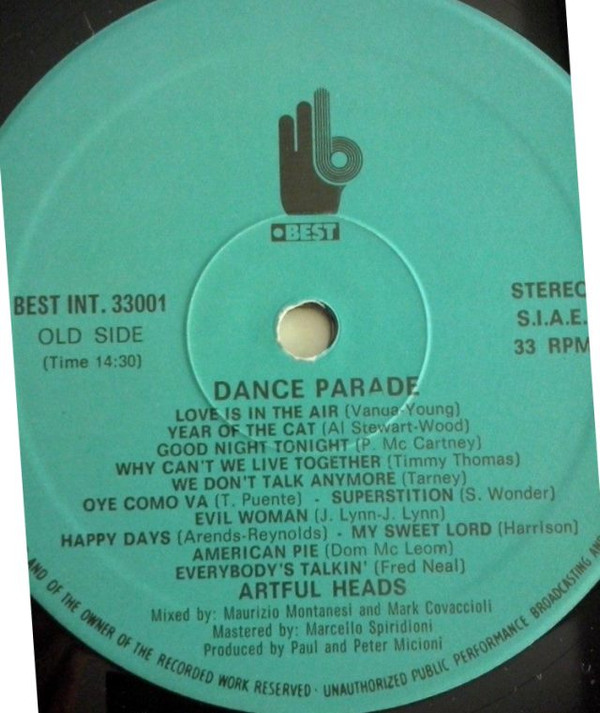 BEST
BEST INT. 33001
OLD SIDE
(Time 14:30)
STEREO
S.I.A.E.
33 RPM
DANCE PARADE
LOVE IS IN THE AIR (Vanua-Young)
YEAR OF THE CAT (Al Stewart-Wood)
GOOD NIGHT TONIGHT (P. Mc Cartney)
WHY CAN'T WE LIVE TOGETHER (Timmy Thomas)
WE DON'T TALK ANYMORE (Tarney)
OYE COMO VA (T. Puente) - SUPERSTITION (S. Wonder)
EVIL WOMAN (J. Lynn-J. Lynn)
HAPPY DAYS (Arends-Reynolds) - MY SWEET LORD (Harrison)
AMERICAN PIE (Dom Mc Leom)
EVERYBODY'S TALKIN' (Fred Neal)
ARTFUL HEADS
Mixed by: Maurizio Montanesi and Mark Covaccioli
Mastered by: Marcello Spiridioni
Produced by Paul and Peter Micioni
AND OF THE OWNER OF THE RECORDED WORK RESERVED · UNAUTHORIZED PUBLIC PERFORMANCE BROADCASTING AND